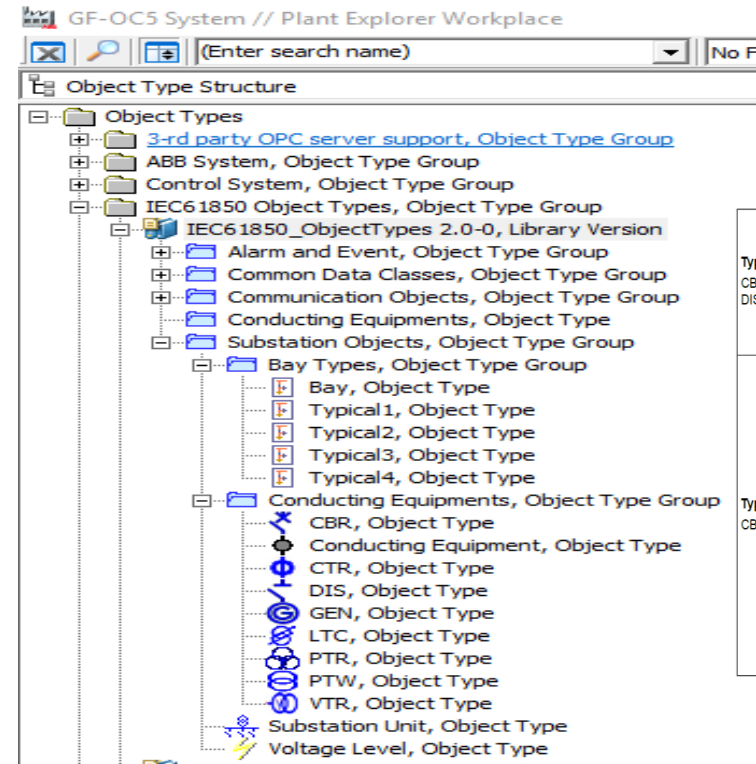 GF-OC5 System // Plant Explorer Workplace
(Enter search name)
No F
Object Type Structure
Object Types
3-rd party OPC server support, Object Type Group
ABB System, Object Type Group
Control System, Object Type Group
IEC61850 Object Types, Object Type Group
IEC61850_ObjectTypes 2.0-0, Library Version
Alarm and Event, Object Type Group
Common Data Classes, Object Type Group
Communication Objects, Object Type Group
Conducting Equipments, Object Type
Substation Objects, Object Type Group
Bay Types, Object Type Group
Bay, Object Type
Typical1, Object Type
Typical2, Object Type
Typical3, Object Type
Typical4, Object Type
Conducting Equipments, Object Type Group
CBR, Object Type
Conducting Equipment, Object Type
CTR, Object Type
DIS, Object Type
GEN, Object Type
LTC, Object Type
PTR, Object Type
PTW, Object Type
VTR, Object Type
Substation Unit, Object Type
Voltage Level, Object Type